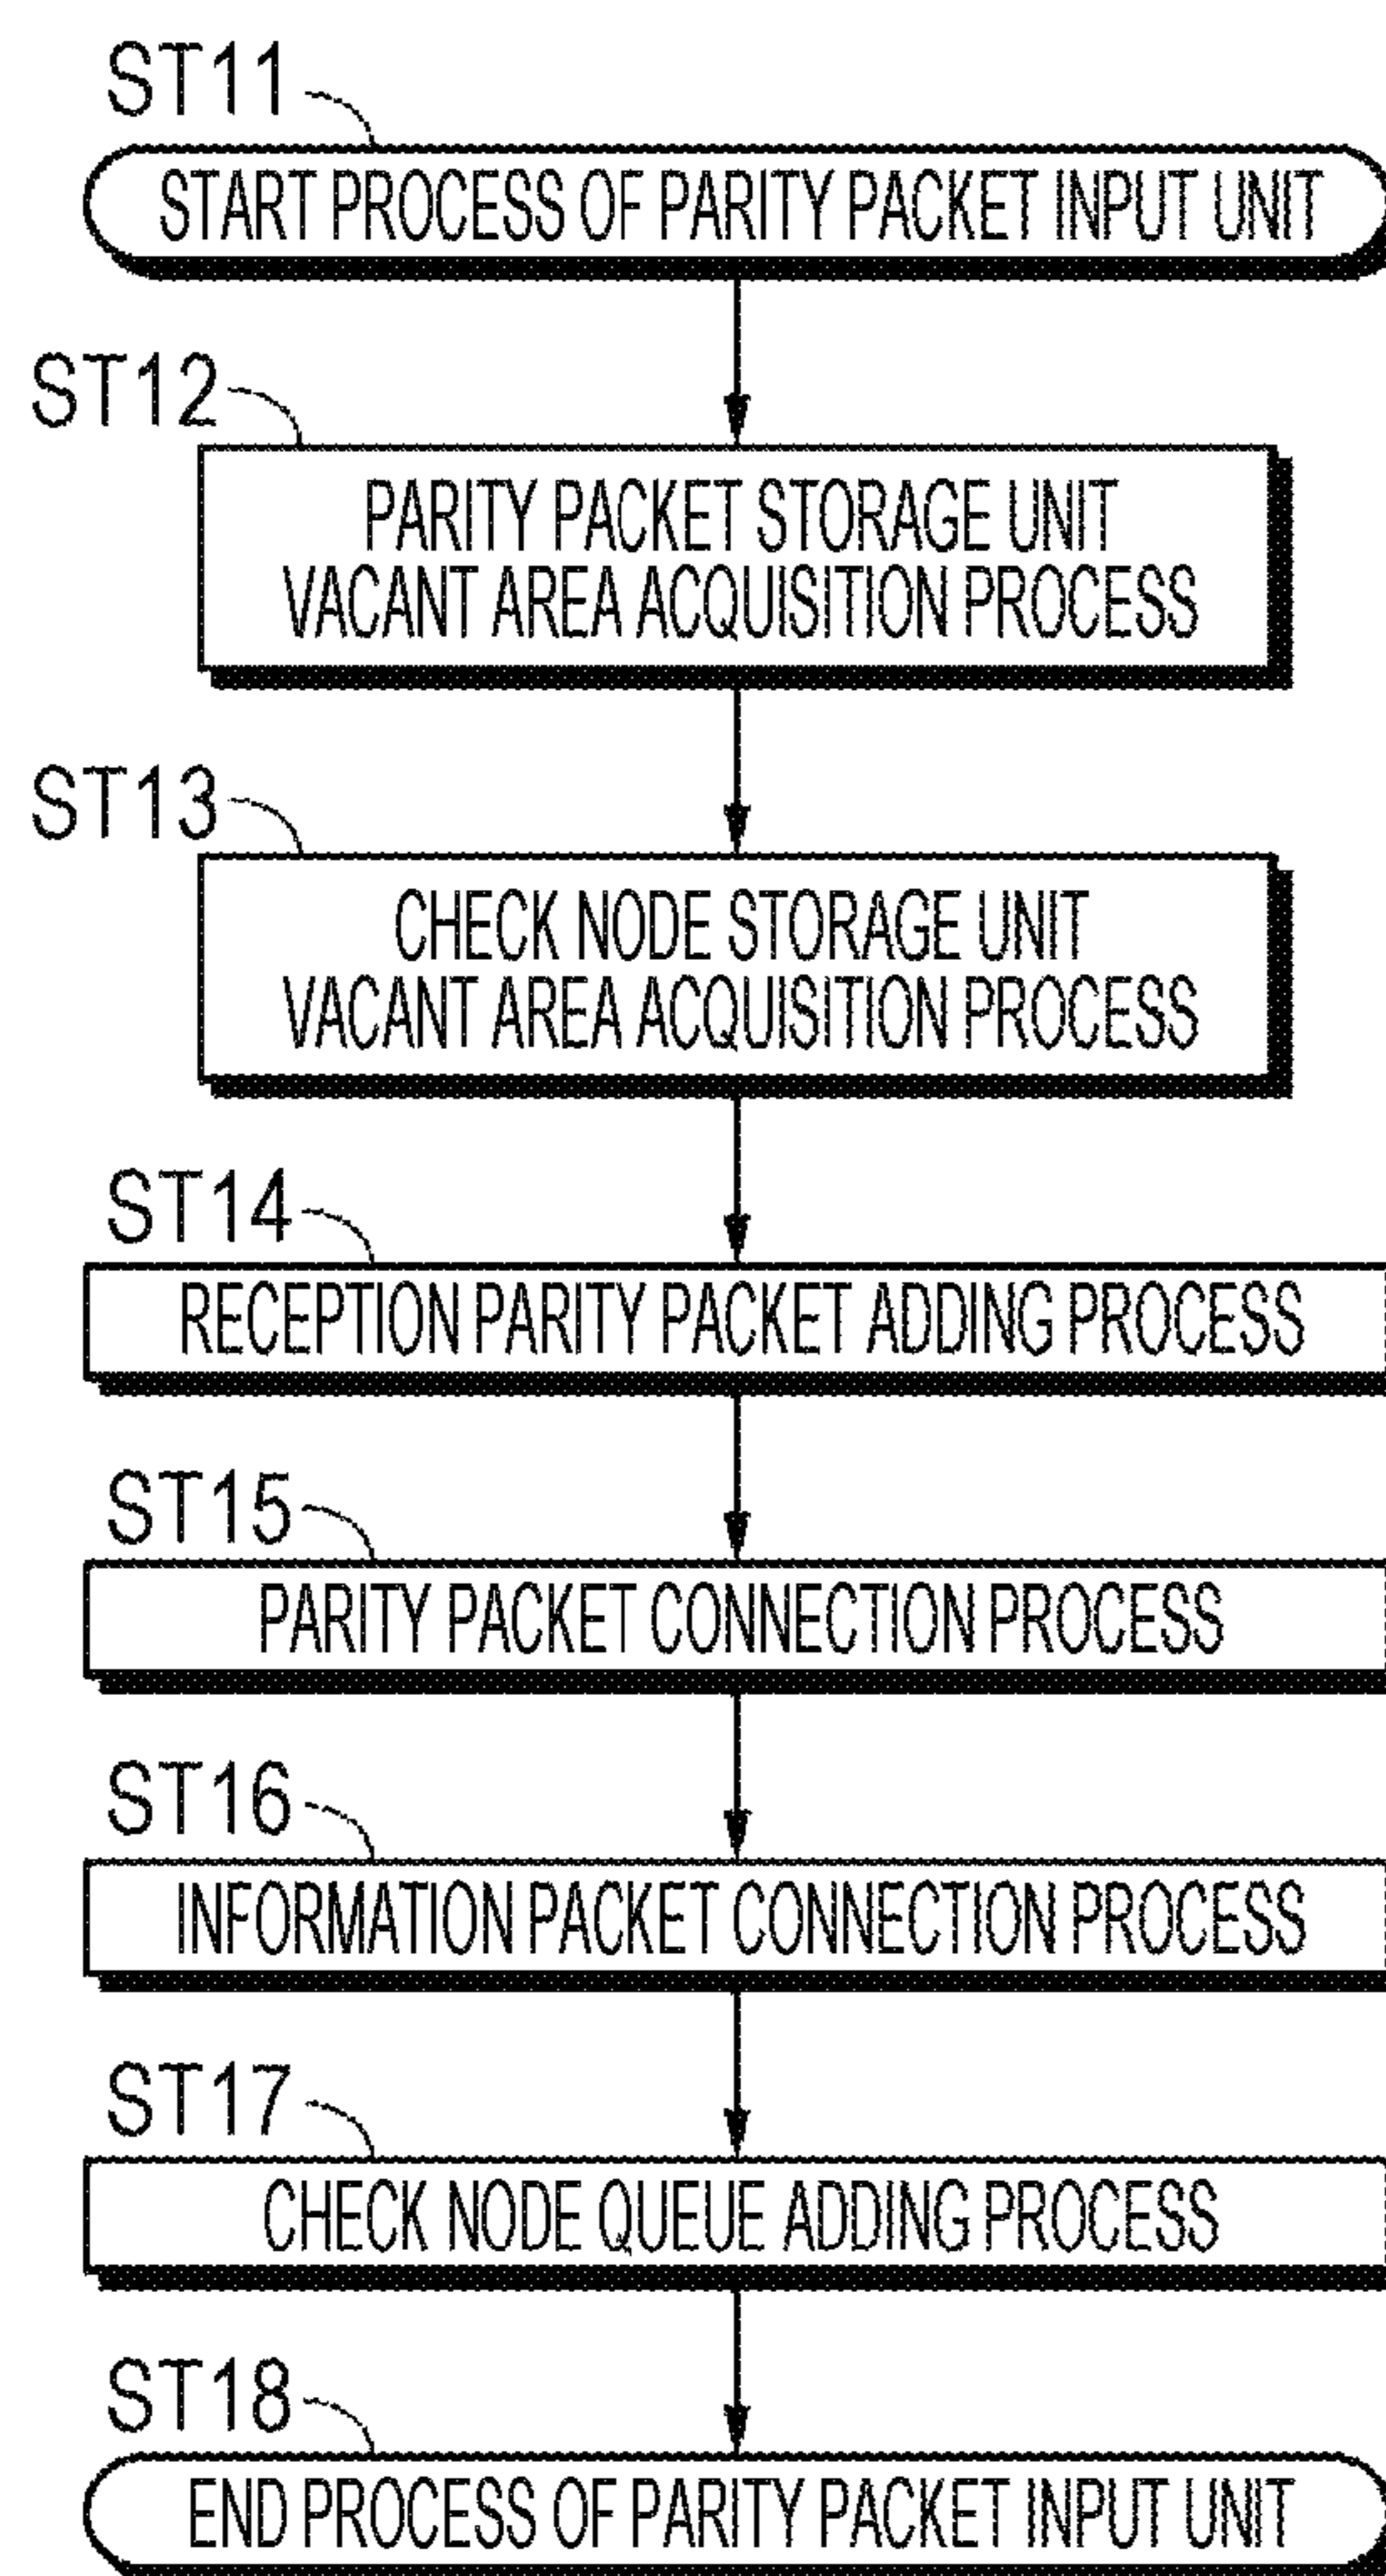 ST11
START PROCESS OF PARITY PACKET INPUT UNIT
ST12
PARITY PACKET STORAGE UNIT
VACANT AREA ACQUISITION PROCESS
ST13
CHECK NODE STORAGE UNIT
VACANT AREA ACQUISITION PROCESS
ST14
RECEPTION PARITY PACKET ADDING PROCESS
ST15
PARITY PACKET CONNECTION PROCESS
ST16
INFORMATION PACKET CONNECTION PROCESS
ST17
CHECK NODE QUEUE ADDING PROCESS
ST18
END PROCESS OF PARITY PACKET INPUT UNIT